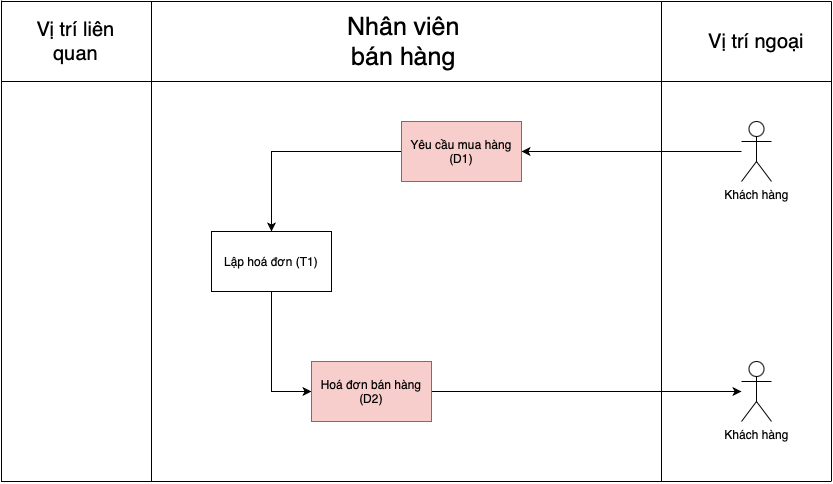 Vị trí liên
quan
Nhân viên
bán hàng
Vị trí ngoại
Yêu cầu mua hàng
(D1)
Khách hàng
Lập hoá đơn (T1)
Hoá đơn bán hàng
(D2)
Khách hàng